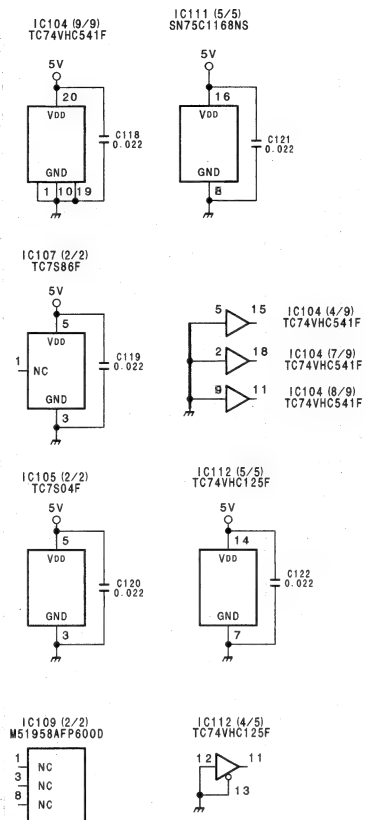 IC104 (9/9)
TC74VHC541F
5V
20
VDD
C118
0.022
GND
1 10 19
IC111 (5/5)
SN75C1168NS
5V
16
VDD
C121
0.022
GND
8
IC107 (2/2)
TC7S86F
5V
5
VDD
1
NC
C119
0.022
GND
3
5 15
IC104 (4/9)
TC74VHC541F
2 18
IC104 (7/9)
TC74VHC541F
9 11
IC104 (8/9)
TC74VHC541F
IC105 (2/2)
TC7S04F
5V
5
VDD
C120
0.022
GND
3
IC112 (5/5)
TC74VHC125F
5V
14
VDD
C122
0.022
GND
7
IC109 (2/2)
M51958AFP600D
1 NC
3 NC
8 NC
IC112 (4/5)
TC74VHC125F
12 11
13